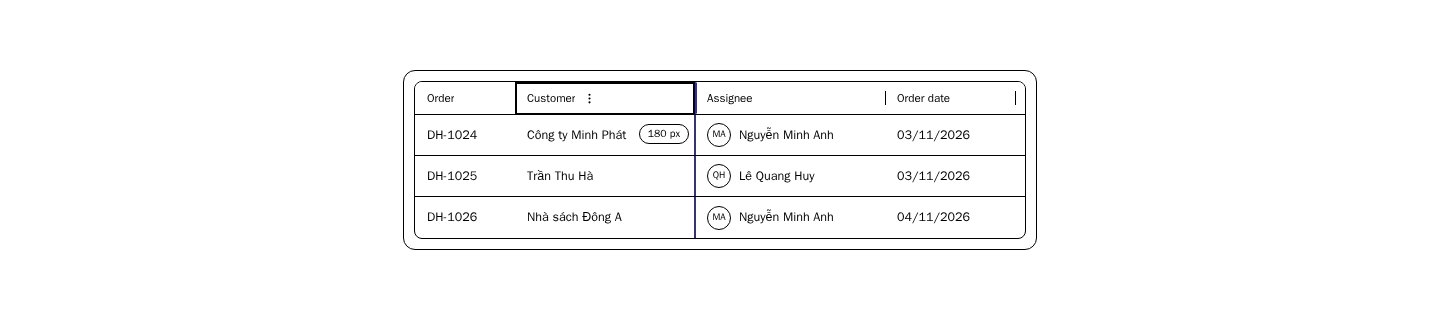 Order Customer Assignee Order date
DH-1024 Công ty Minh Phát 180 px MA Nguyễn Minh Anh 03/11/2026
DH-1025 Trần Thu Hà QH Lê Quang Huy 03/11/2026
DH-1026 Nhà sách Đông A MA Nguyễn Minh Anh 04/11/2026